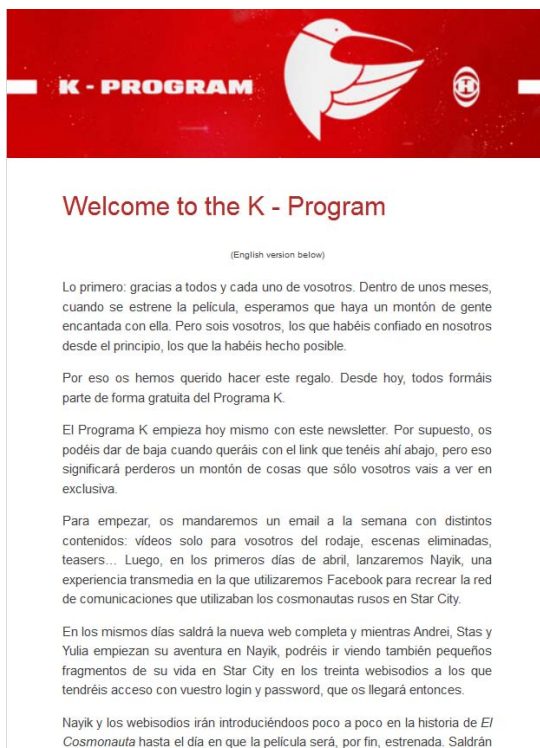 K - PROGRAM
Welcome to the K - Program
(English version below)
Lo primero: gracias a todos y cada uno de vosotros. Dentro de unos meses,
cuando se estrene la película, esperamos que haya un montón de gente
encantada con ella. Pero sois vosotros, los que habéis confiado en nosotros
desde el principio, los que la habéis hecho posible.
Por eso os hemos querido hacer este regalo. Desde hoy, todos formáis
parte de forma gratuita del Programa K.
El Programa K empieza hoy mismo con este newsletter. Por supuesto, os
podéis dar de baja cuando queráis con el link que tenéis ahí abajo, pero eso
significará perderos un montón de cosas que sólo vosotros vais a ver en
exclusiva.
Para empezar, os mandaremos un email a la semana con distintos
contenidos: vídeos solo para vosotros del rodaje, escenas eliminadas,
teasers… Luego, en los primeros días de abril, lanzaremos Nayik, una
experiencia transmedia en la que utilizaremos Facebook para recrear la red
de comunicaciones que utilizaban los cosmonautas rusos en Star City.
En los mismos días saldrá la nueva web completa y mientras Andrei, Stas y
Yulia empiezan su aventura en Nayik, podréis ir viendo también pequeños
fragmentos de su vida en Star City en los treinta webisodios a los que
tendréis acceso con vuestro login y password, que os llegará entonces.
Nayik y los webisodios irán introduciéndoos poco a poco en la historia de El
Cosmonauta hasta el día en que la película será, por fin, estrenada. Saldrán